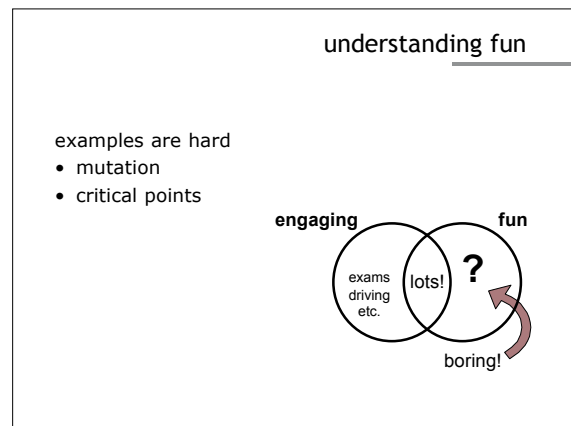 understanding fun
examples are hard
• mutation
• critical points
engaging
fun
exams
driving
etc.
lots!
?
boring!